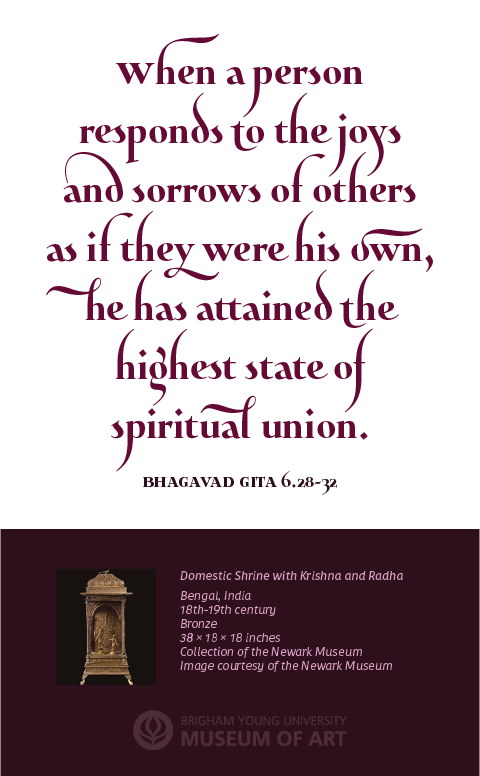 When a person
responds to the joys
and sorrows of others
as if they were his own,
he has attained the
highest state of
spiritual union.
BHAGAVAD GITA 6.28-32
Domestic Shrine with Krishna and Radha
Bengal, India
18th-19th century
Bronze
38 × 18 × 18 inches
Collection of the Newark Museum
Image courtesy of the Newark Museum
BRIGHAM YOUNG UNIVERSITY
MUSEUM OF ART